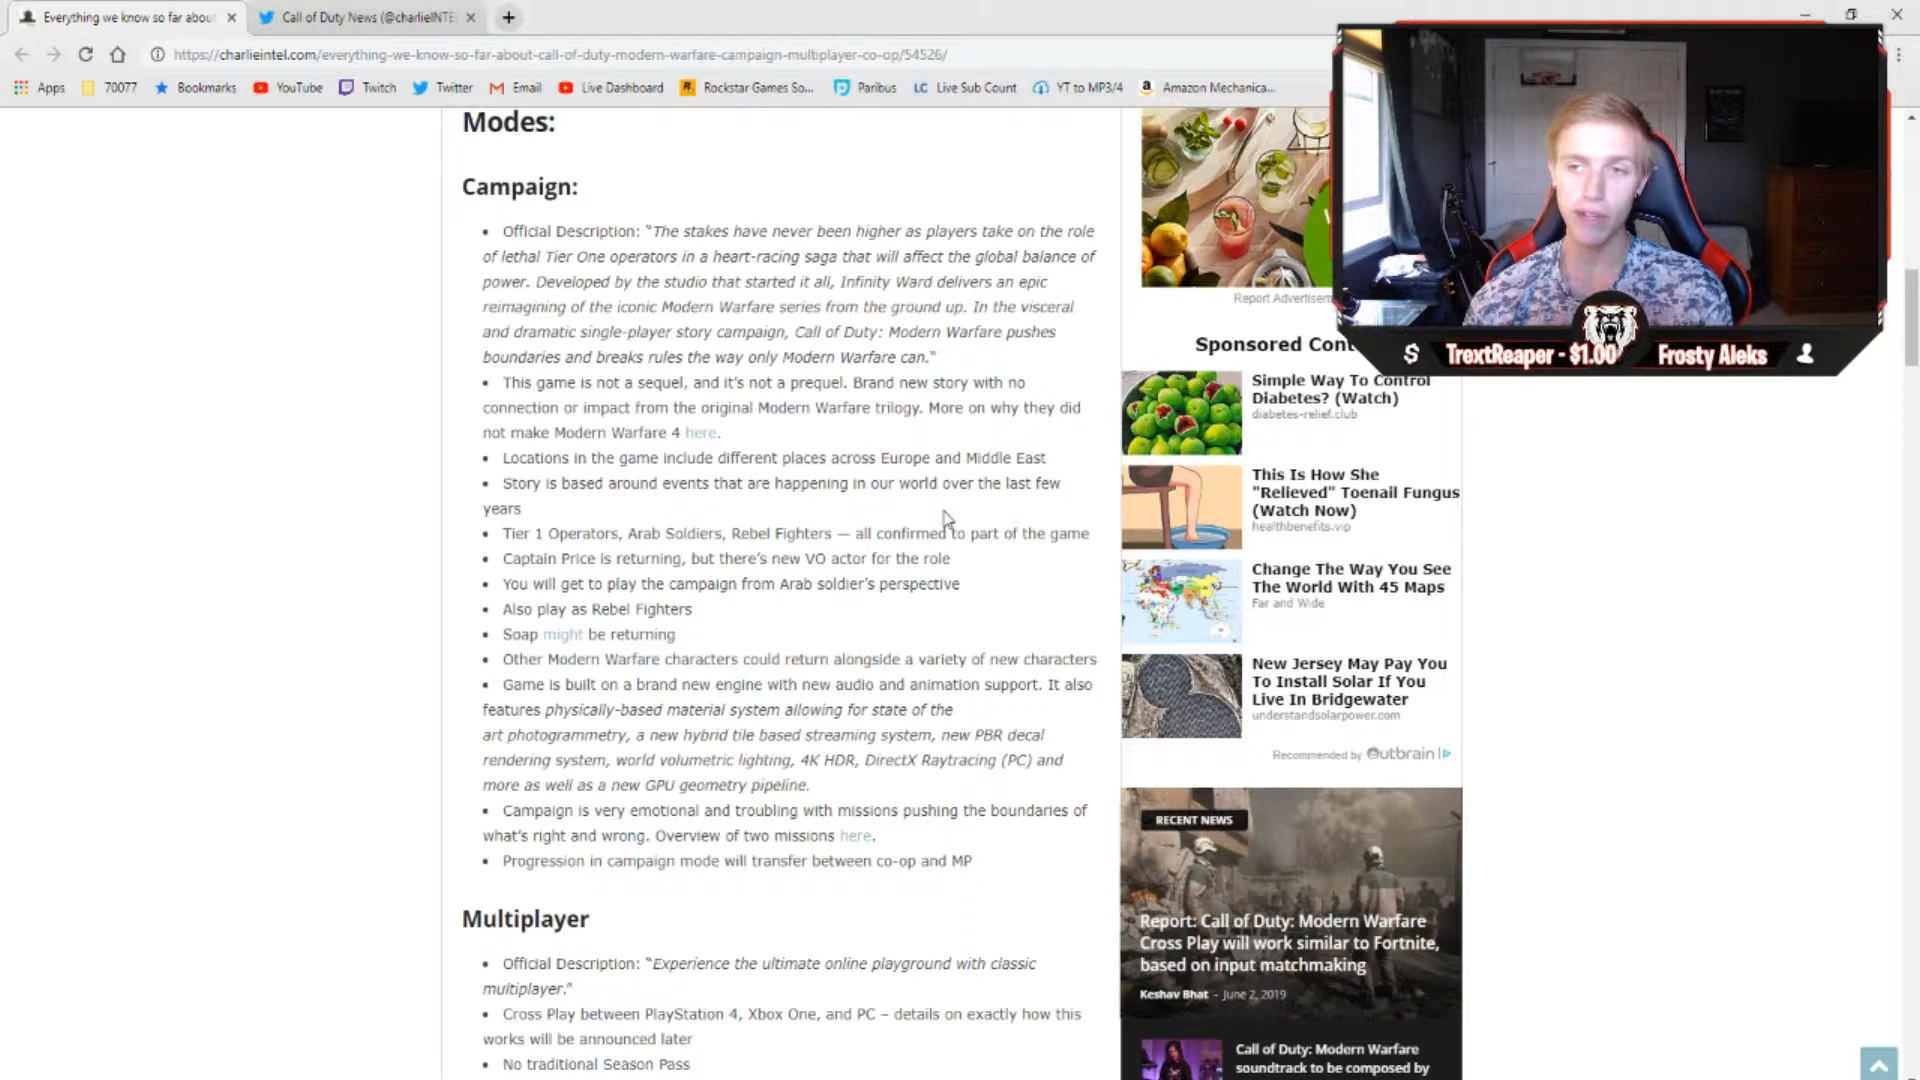 Everything we know so far abou
Call of Duty News (@charlieINTE
https://charlieintel.com/everything-we-know-so-far-about-call-of-duty-modern-warfare-campaign-multiplayer-co-op/54526/
Apps
70077
Bookmarks
YouTube
Twitch
Twitter
Email
Live Dashboard
Rockstar Games So...
Paribus
LC Live Sub Count
YT to MP3/4
Amazon Mechanica...
Modes:
Campaign:
• Official Description: "The stakes have never been higher as players take on the role
of lethal Tier One operators in a heart-racing saga that will affect the global balance of
power. Developed by the studio that started it all, Infinity Ward delivers an epic
reimagining of the iconic Modern Warfare series from the ground up. In the visceral
and dramatic single-player story campaign, Call of Duty: Modern Warfare pushes
boundaries and breaks rules the way only Modern Warfare can."
• This game is not a sequel, and it's not a prequel. Brand new story with no
connection or impact from the original Modern Warfare trilogy. More on why they did
not make Modern Warfare 4 here.
• Locations in the game include different places across Europe and Middle East
• Story is based around events that are happening in our world over the last few
years
• Tier 1 Operators, Arab Soldiers, Rebel Fighters — all confirmed to part of the game
• Captain Price is returning, but there's new VO actor for the role
• You will get to play the campaign from Arab soldier's perspective
• Also play as Rebel Fighters
• Soap might be returning
• Other Modern Warfare characters could return alongside a variety of new characters
• Game is built on a brand new engine with new audio and animation support. It also
features physically-based material system allowing for state of the
art photogrammetry, a new hybrid tile based streaming system, new PBR decal
rendering system, world volumetric lighting, 4K HDR, DirectX Raytracing (PC) and
more as well as a new GPU geometry pipeline.
• Campaign is very emotional and troubling with missions pushing the boundaries of
what's right and wrong. Overview of two missions here.
• Progression in campaign mode will transfer between co-op and MP
Multiplayer
• Official Description: "Experience the ultimate online playground with classic
multiplayer."
• Cross Play between PlayStation 4, Xbox One, and PC – details on exactly how this
works will be announced later
• No traditional Season Pass
Report Advertisem
Sponsored Cont
Simple Way To Control
Diabetes? (Watch)
diabetes-relief.club
This Is How She
"Relieved" Toenail Fungus
(Watch Now)
healthbenefits.vip
Change The Way You See
The World With 45 Maps
Far and Wide
New Jersey May Pay You
To Install Solar If You
Live In Bridgewater
understandsolarpower.com
Recommended by Outbrain
RECENT NEWS
Report: Call of Duty: Modern Warfare
Cross Play will work similar to Fortnite,
based on input matchmaking
Keshav Bhat - June 2, 2019
Call of Duty: Modern Warfare
soundtrack to be composed by
$ TrextReaper - $1.00
Frosty Aleks